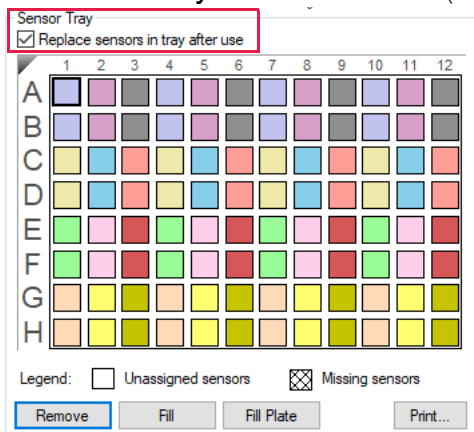 Sensor Tray
Replace sensors in tray after use
1 2 3 4 5 6 7 8 9 10 11 12
A
B
C
D
E
F
G
H
Legend: Unassigned sensors Missing sensors
Remove Fill Fill Plate Print...